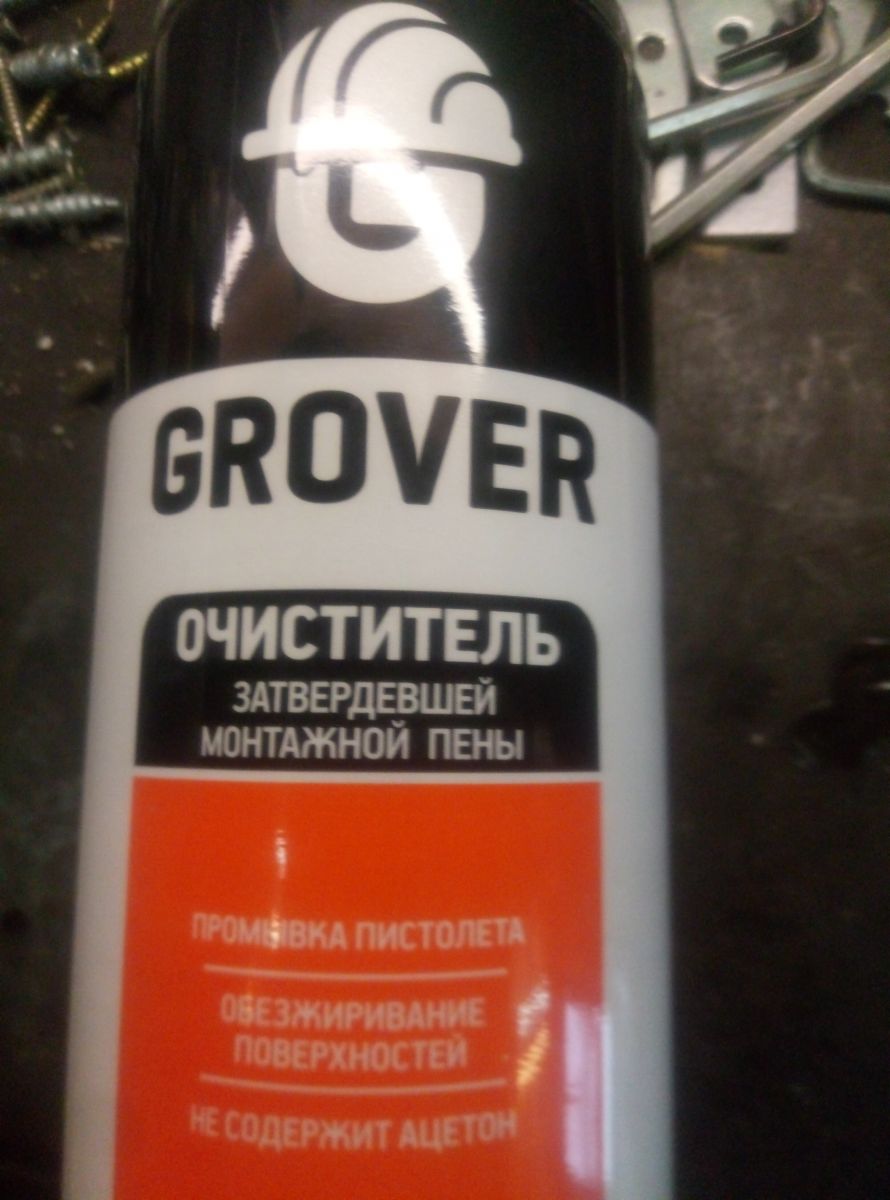 GROVER
ОЧИСТИТЕЛЬ
ЗАТВЕРДЕВШЕЙ
МОНТАЖНОЙ ПЕНЫ
ПРОМЫВКА ПИСТОЛЕТА
ОБЕЗЖИРИВАНИЕ
ПОВЕРХНОСТЕЙ
НЕ СОДЕРЖИТ АЦЕТОН